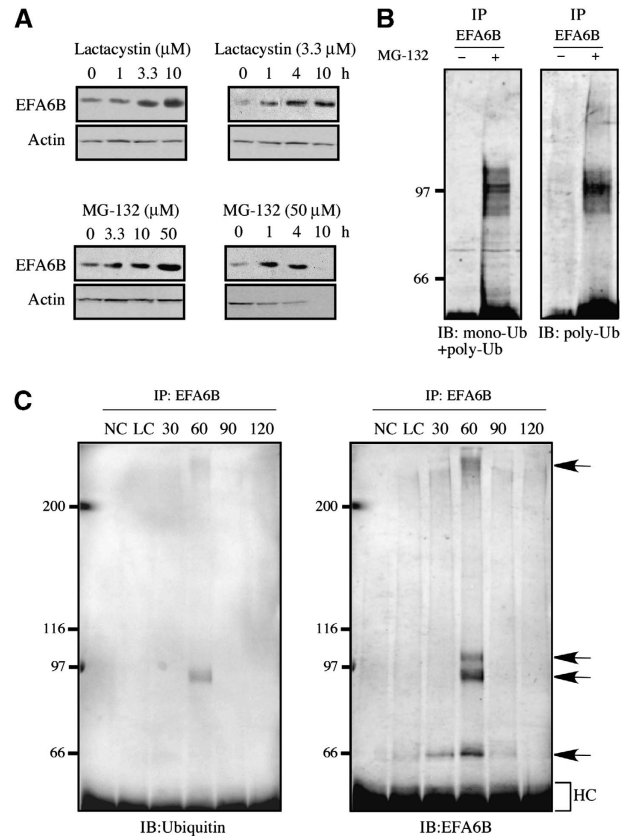 A
Lactacystin (µM)
0 1 3.3 10
Lactacystin (3.3 µM)
0 1 4 10 h
EFA6B
Actin
MG-132 (µM)
0 3.3 10 50
MG-132 (50 µM)
0 1 4 10 h
EFA6B
Actin
B
IP
EFA6B
IP
EFA6B
MG-132 – + – +
97
66
IB: mono-Ub
+poly-Ub
IB: poly-Ub
C
IP: EFA6B
NC LC 30 60 90 120
IP: EFA6B
NC LC 30 60 90 120
200
116
97
66
200
116
97
66
HC
IB:Ubiquitin
IB:EFA6B